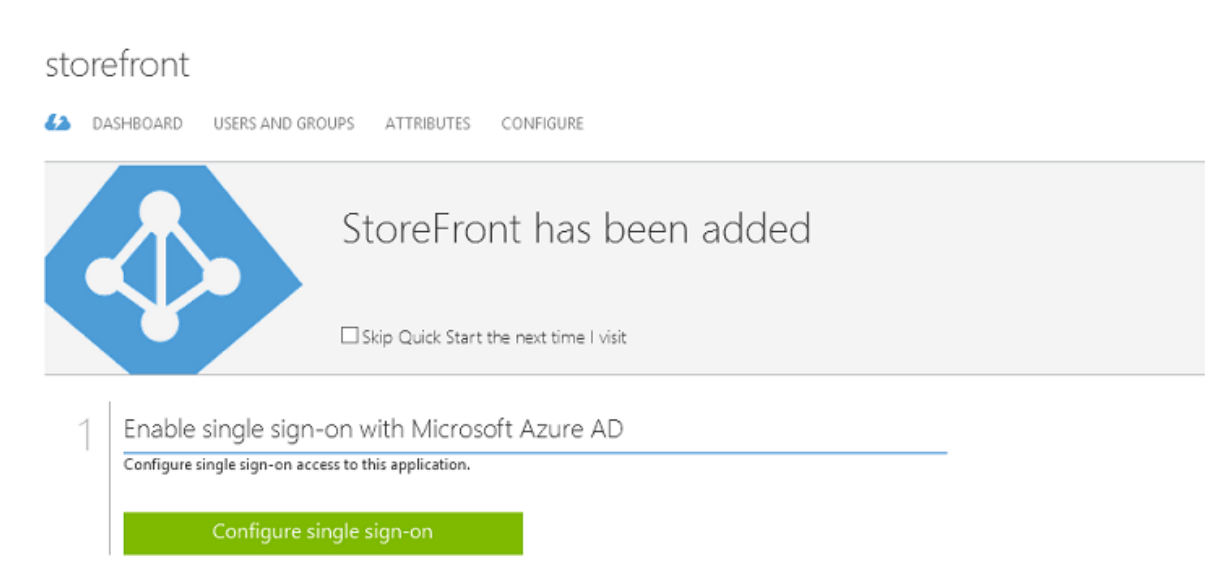 storefront
DASHBOARD USERS AND GROUPS ATTRIBUTES CONFIGURE
StoreFront has been added
Skip Quick Start the next time I visit
1 Enable single sign-on with Microsoft Azure AD
Configure single sign-on access to this application.
Configure single sign-on